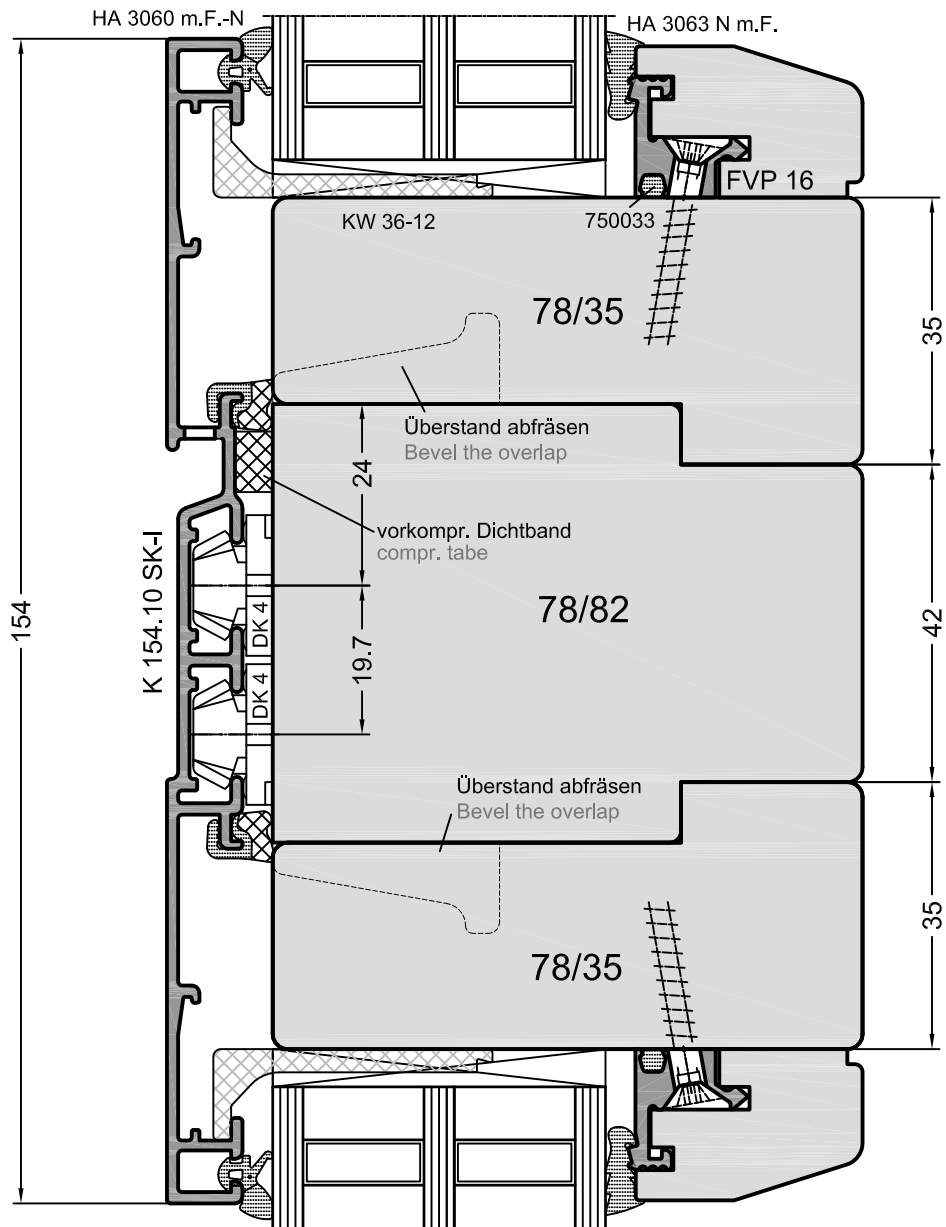 HA 3060 m.F.-N
HA 3063 N m.F.
FVP 16
KW 36-12
750033
78/35
35
Überstand abfräsen
Bevel the overlap
24
vorkompr. Dichtband
compr. tabe
K 154.10 SK-I
154
DK 4
78/82
42
19.7
DK 4
Überstand abfräsen
Bevel the overlap
35
78/35